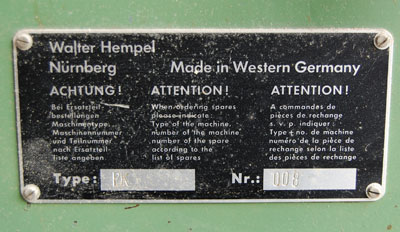 Walter Hempel
Nürnberg Made in Western Germany
ACHTUNG!
Bei Ersatzteil-
bestellungen
Maschinentype,
Maschinennummer
und Teilnummer
nach Ersatzteil-
liste angeben.
ATTENTION!
When ordering spares
please indicate:
Type of the machine
number of the machine
number of the spare
according to the
list of spares
ATTENTION!
A commandes de
pièces de rechange
s. v. p. indiquer:
Type + no. de machine
numéro de la pièce de
rechange selon la liste
des pièces de rechange
Type: Nr.: